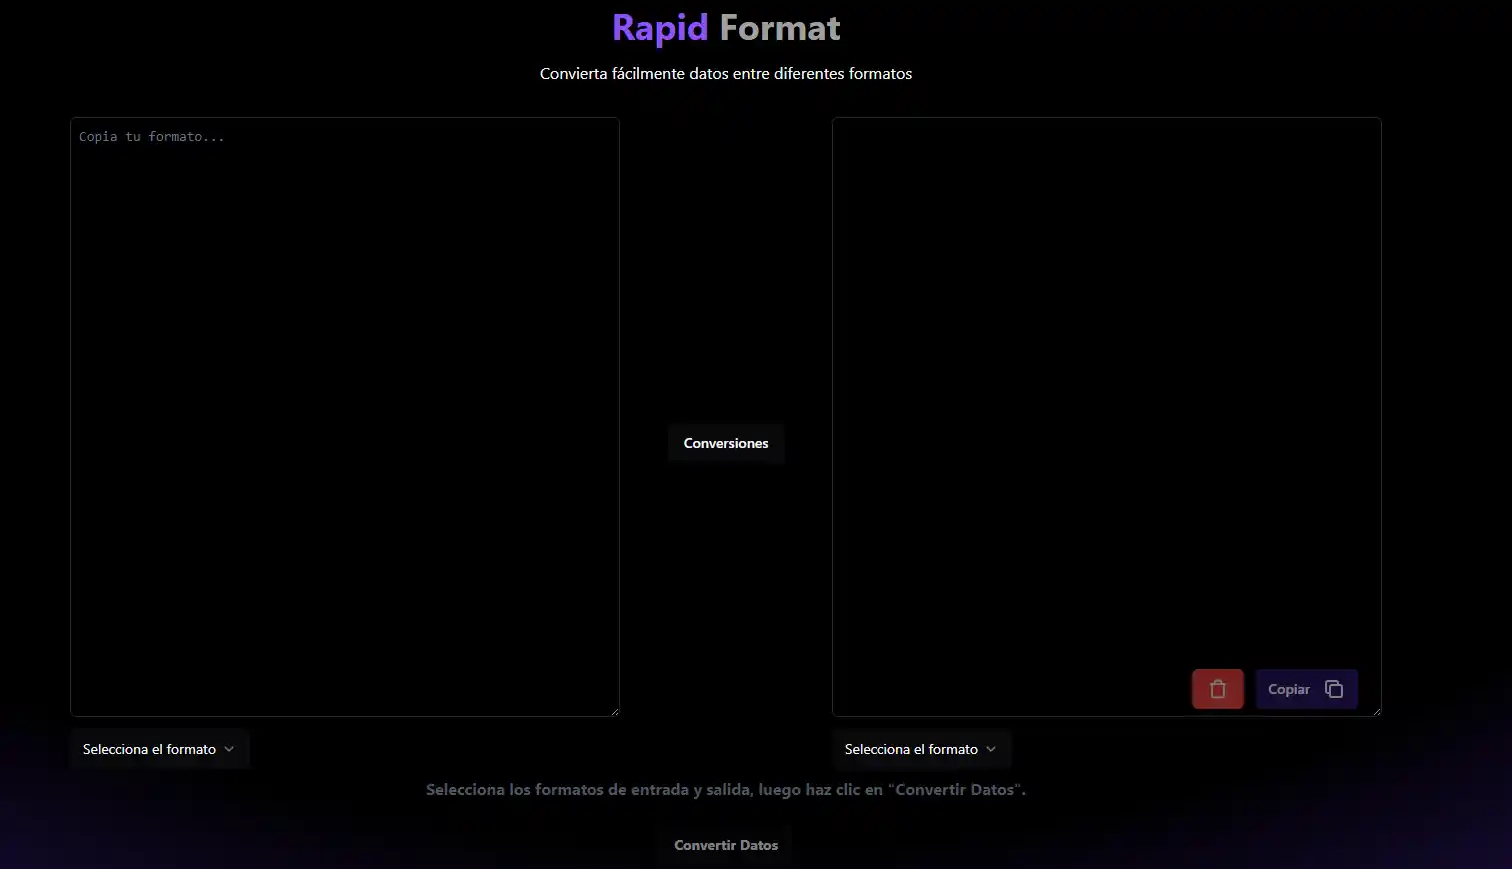 Rapid Format
Convierta fácilmente datos entre diferentes formatos
Copia tu formato...
Conversiones
Copiar
Selecciona el formato
Selecciona el formato
Selecciona los formatos de entrada y salida, luego haz clic en "Convertir Datos".
Convertir Datos